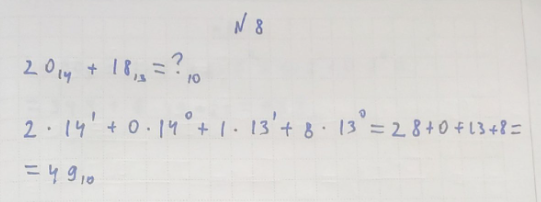 № 8
20₁₄ + 18₁₃ = ?₁₀
2 · 14¹ + 0 · 14⁰ + 1 · 13¹ + 8 · 13⁰ = 28+0+13+8=
= 49₁₀